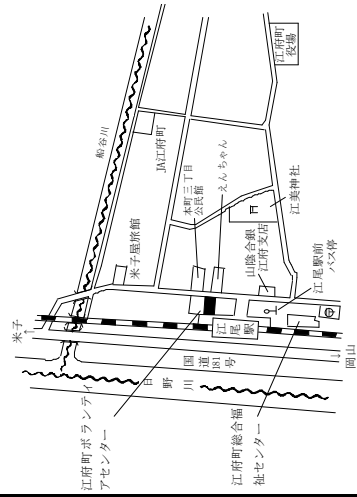 船谷川
江府町
役場
JA江府町
本町三丁目
公民館
えんちゃん
米子屋旅館
江美神社
山陰合銀
江府支店
江尾駅前
バス停
米子
江尾駅
国道
181
号
日野川
岡山
江府町ボランティ
アセンター
江府町総合福
祉センター